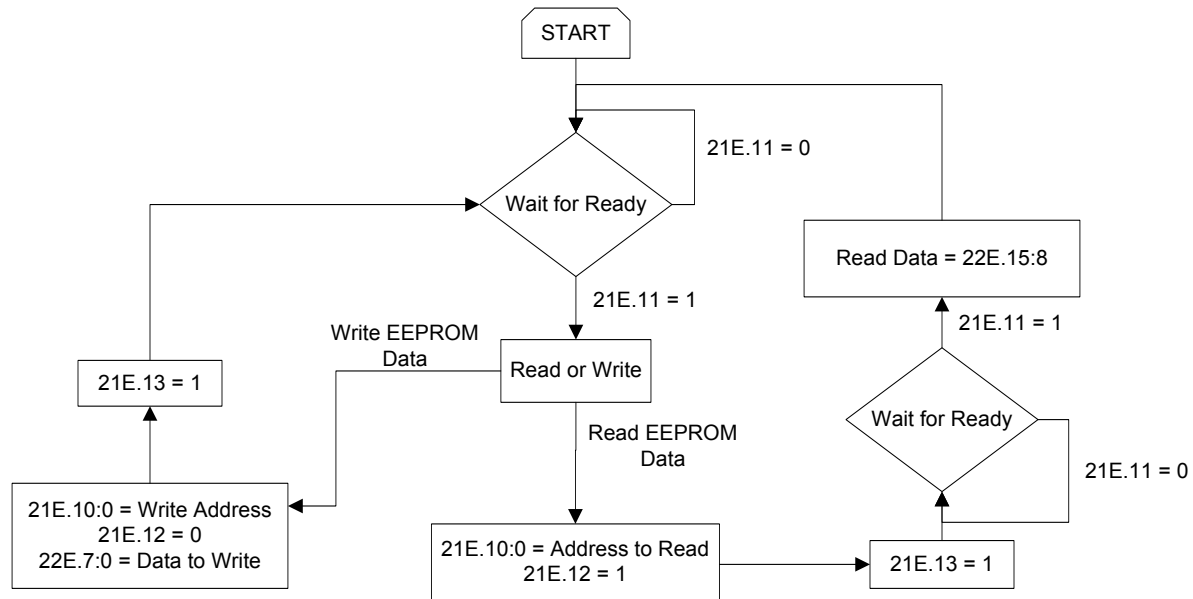 START
21E.11 = 0
Wait for Ready
Read Data = 22E.15:8
21E.11 = 1
21E.11 = 1
Write EEPROM
Data
Read or Write
21E.13 = 1
Wait for Ready
Read EEPROM
Data
21E.11 = 0
21E.10:0 = Write Address
21E.12 = 0
22E.7:0 = Data to Write
21E.10:0 = Address to Read
21E.12 = 1
21E.13 = 1